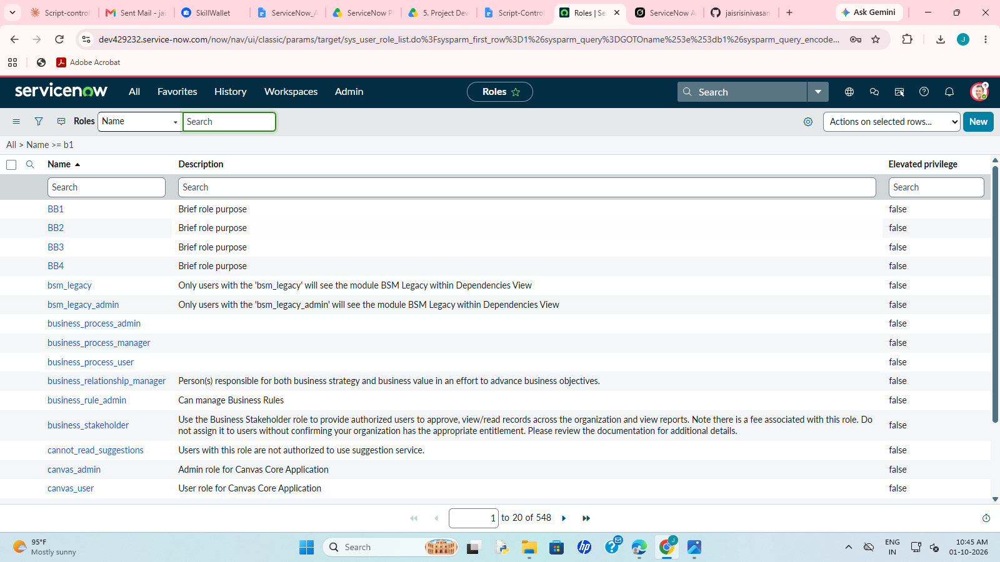 Script-control
Sent Mail - jai
SkillWallet
ServiceNow_A
ServiceNow P
5. Project Dev
Script-Control
Roles | Se
ServiceNow A
jaisrisinivasan
Ask Gemini
dev429232.service-now.com/now/nav/ui/classic/params/target/sys_user_role_list.do%3Fsysparm_first_row%3D1%26sysparm_query%3DGOTOname%253e%253db1%26sysparm_query_encode...
J
Adobe Acrobat
servicenow
All
Favorites
History
Workspaces
Admin
Roles
Search
Roles
Name
Search
Actions on selected rows...
New
All > Name >= b1
Name
Description
Elevated privilege
Search
Search
Search
BB1
Brief role purpose
false
BB2
Brief role purpose
false
BB3
Brief role purpose
false
BB4
Brief role purpose
false
bsm_legacy
Only users with the 'bsm_legacy' will see the module BSM Legacy within Dependencies View
false
bsm_legacy_admin
Only users with the 'bsm_legacy_admin' will see the module BSM Legacy within Dependencies View
false
business_process_admin
false
business_process_manager
false
business_process_user
false
business_relationship_manager
Person(s) responsible for both business strategy and business value in an effort to advance business objectives.
false
business_rule_admin
Can manage Business Rules
false
business_stakeholder
Use the Business Stakeholder role to provide authorized users to approve, view/read records across the organization and view reports. Note there is a fee associated with this role. Do
not assign it to users without confirming your organization has the appropriate entitlement. Please review the documentation for additional details.
false
cannot_read_suggestions
Users with this role are not authorized to use suggestion service.
false
canvas_admin
Admin role for Canvas Core Application
false
canvas_user
User role for Canvas Core Application
false
1 to 20 of 548
95°F
Mostly sunny
Search
hp
J
ENG
IN
10:45 AM
01-10-2026